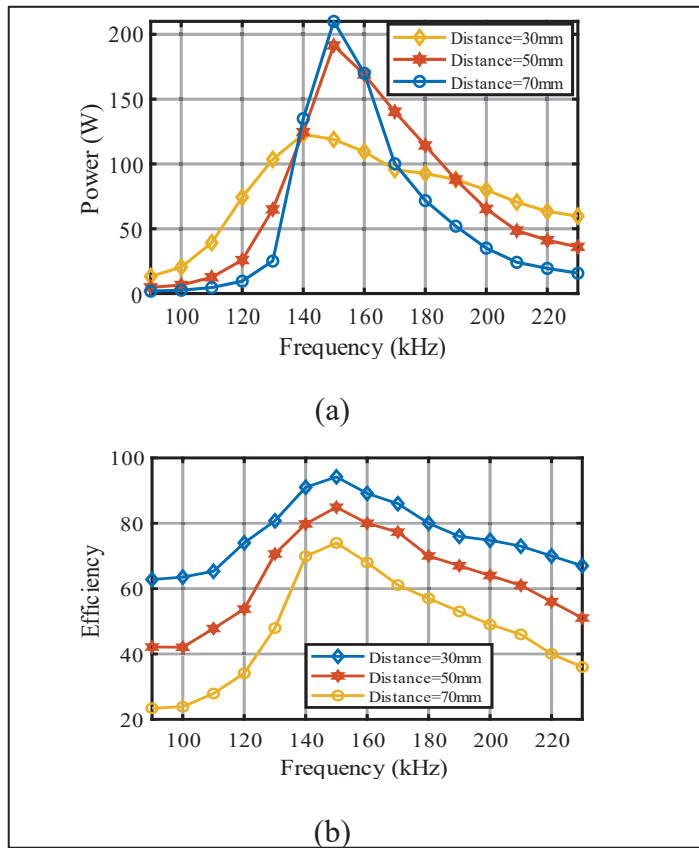 200
150
100
50
0
Power (W)
Distance=30mm
Distance=50mm
Distance=70mm
100 120 140 160 180 200 220
Frequency (kHz)
(a)
100
80
60
40
20
Efficiency
Distance=30mm
Distance=50mm
Distance=70mm
100 120 140 160 180 200 220
Frequency (kHz)
(b)